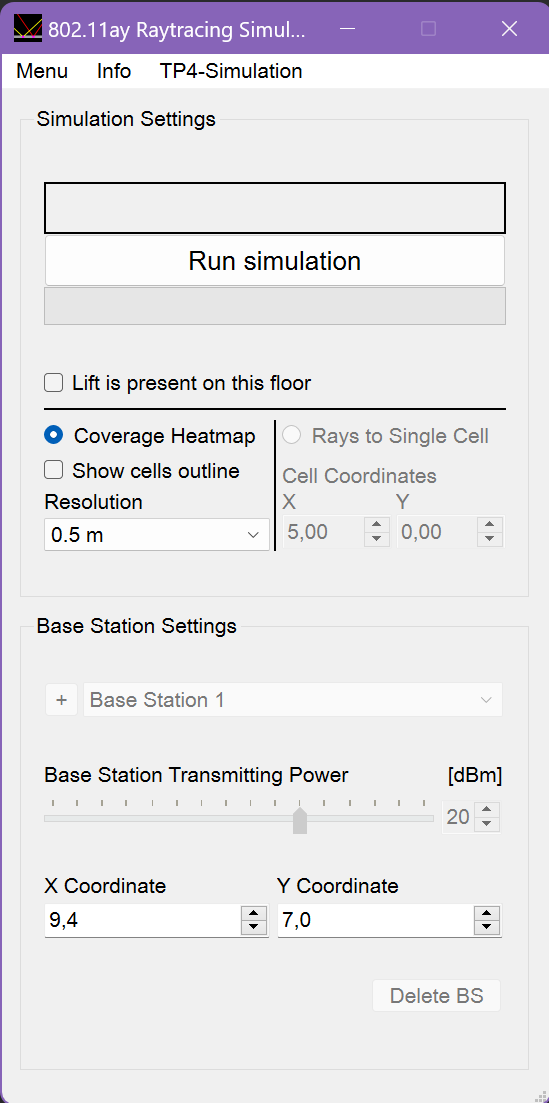 802.11ay Raytracing Simul...
Menu Info TP4-Simulation
Simulation Settings
Run simulation
Lift is present on this floor
Coverage Heatmap
Show cells outline
Resolution
0.5 m
Rays to Single Cell
Cell Coordinates
X Y
5,00 0,00
Base Station Settings
+ Base Station 1
Base Station Transmitting Power [dBm]
20
X Coordinate Y Coordinate
9,4 7,0
Delete BS